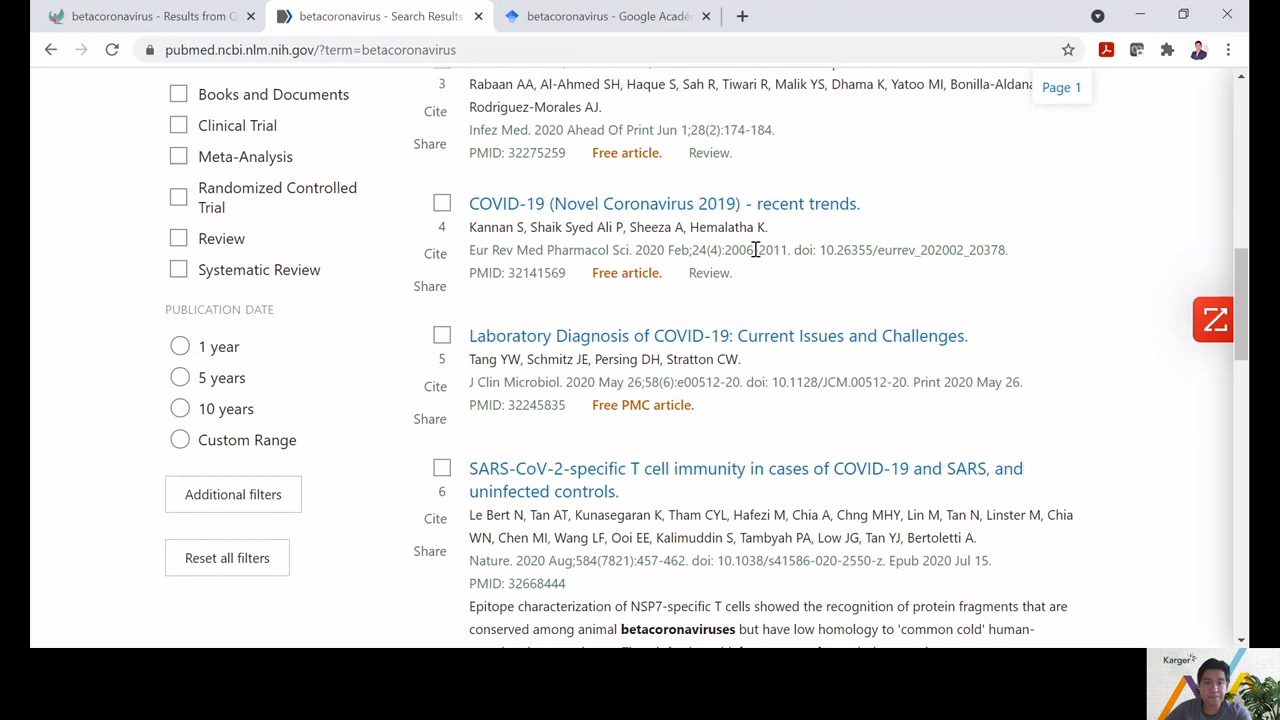 betacoronavirus - Results from
betacoronavirus - Search Results
betacoronavirus - Google Acadé
pubmed.ncbi.nlm.nih.gov/?term=betacoronavirus
Page 1
Books and Documents
Clinical Trial
Meta-Analysis
Randomized Controlled
Trial
Review
Systematic Review
PUBLICATION DATE
1 year
5 years
10 years
Custom Range
Additional filters
Reset all filters
3
Cite
Share
Rabaan AA, Al-Ahmed SH, Haque S, Sah R, Tiwari R, Malik YS, Dhama K, Yatoo MI, Bonilla-Aldana
Rodriguez-Morales AJ.
Infez Med. 2020 Ahead Of Print Jun 1;28(2):174-184.
PMID: 32275259 Free article. Review.
4
Cite
Share
COVID-19 (Novel Coronavirus 2019) - recent trends.
Kannan S, Shaik Syed Ali P, Sheeza A, Hemalatha K.
Eur Rev Med Pharmacol Sci. 2020 Feb;24(4):2006-2011. doi: 10.26355/eurrev_202002_20378.
PMID: 32141569 Free article. Review.
5
Cite
Share
Laboratory Diagnosis of COVID-19: Current Issues and Challenges.
Tang YW, Schmitz JE, Persing DH, Stratton CW.
J Clin Microbiol. 2020 May 26;58(6):e00512-20. doi: 10.1128/JCM.00512-20. Print 2020 May 26.
PMID: 32245835 Free PMC article.
6
Cite
Share
SARS-CoV-2-specific T cell immunity in cases of COVID-19 and SARS, and
uninfected controls.
Le Bert N, Tan AT, Kunasegaran K, Tham CYL, Hafezi M, Chia A, Chng MHY, Lin M, Tan N, Linster M, Chia
WN, Chen MI, Wang LF, Ooi EE, Kalimuddin S, Tambyah PA, Low JG, Tan YJ, Bertoletti A.
Nature. 2020 Aug;584(7821):457-462. doi: 10.1038/s41586-020-2550-z. Epub 2020 Jul 15.
PMID: 32668444
Epitope characterization of NSP7-specific T cells showed the recognition of protein fragments that are
conserved among animal betacoronaviruses but have low homology to 'common cold' human-
Karger